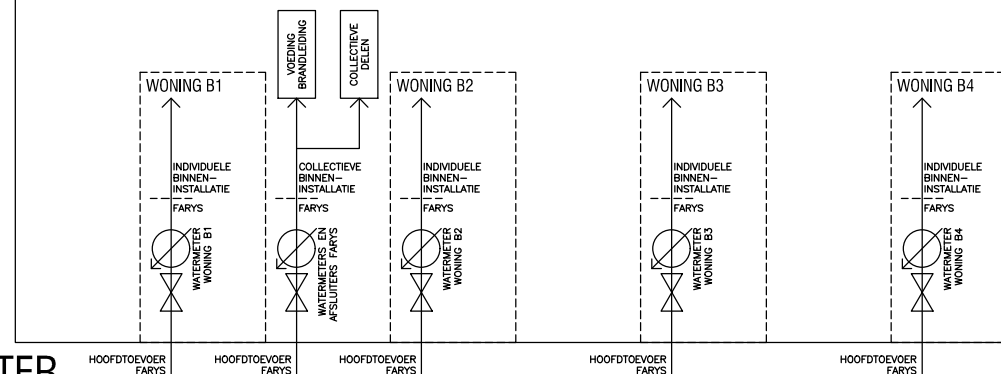 VOEDING
BRANDLEIDING
COLLECTIEVE
DELEN
WONING B1
WONING B2
WONING B3
WONING B4
INDIVIDUELE
BINNEN-
INSTALLATIE
FARYS
COLLECTIEVE
BINNEN-
INSTALLATIE
FARYS
INDIVIDUELE
BINNEN-
INSTALLATIE
FARYS
INDIVIDUELE
BINNEN-
INSTALLATIE
FARYS
INDIVIDUELE
BINNEN-
INSTALLATIE
FARYS
WATERMETER
WONING B1
WATERMETERS EN
AFSLUITERS FARYS
WATERMETER
WONING B2
WATERMETER
WONING B3
WATERMETER
WONING B4
TER
HOOFDTOEVOER
FARYS
HOOFDTOEVOER
FARYS
HOOFDTOEVOER
FARYS
HOOFDTOEVOER
FARYS
HOOFDTOEVOER
FARYS